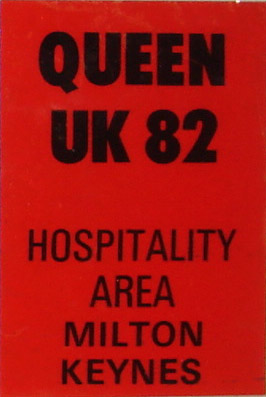 QUEEN
UK 82
HOSPITALITY
AREA
MILTON
KEYNES